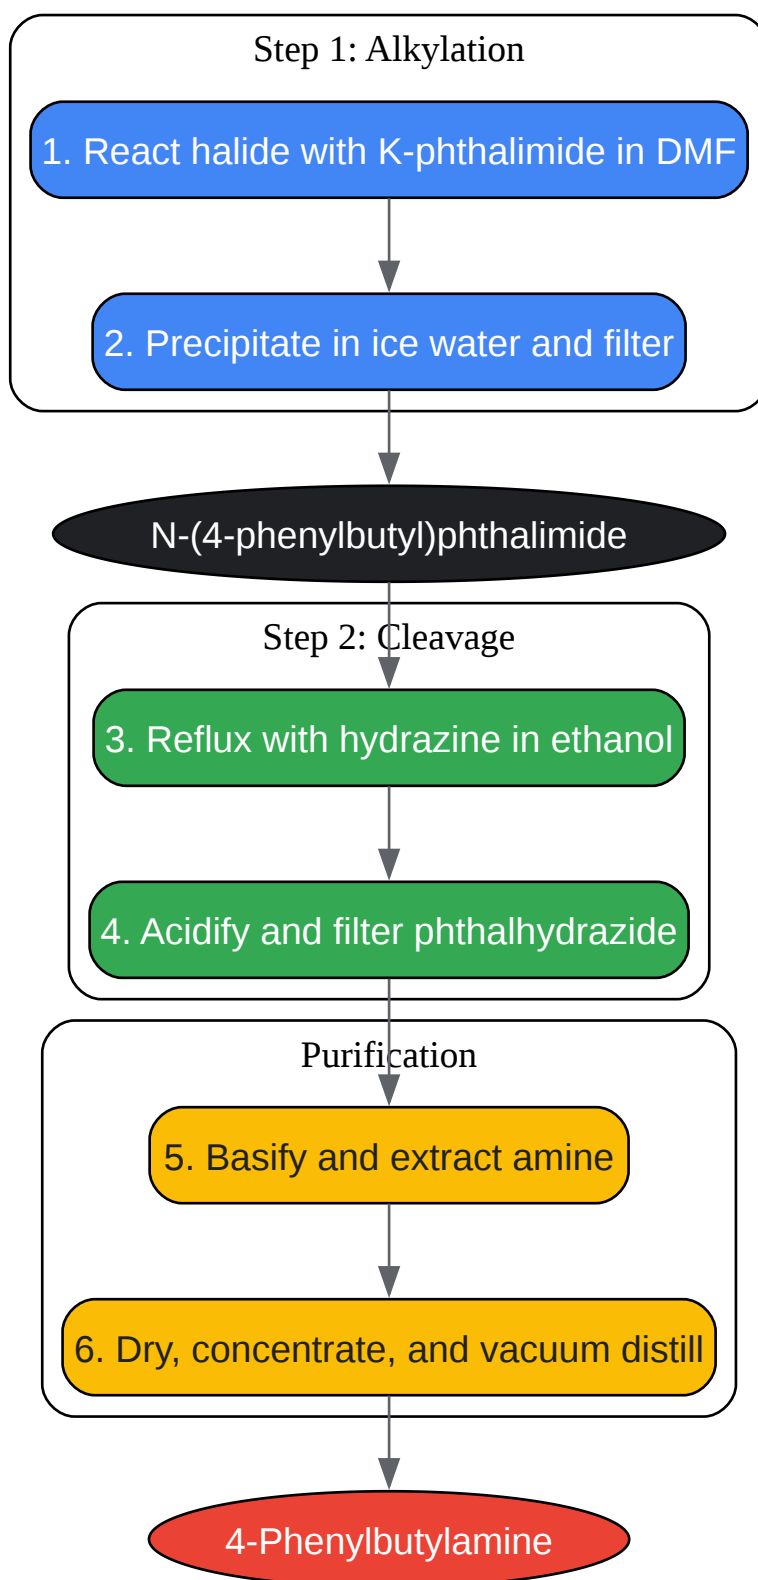 Step 1: Alkylation
1. React halide with K-phthalimide in DMF
2. Precipitate in ice water and filter
N-(4-phenylbutyl)phthalimide
Step 2: Cleavage
3. Reflux with hydrazine in ethanol
4. Acidify and filter phthalhydrazide
Purification
5. Basify and extract amine
6. Dry, concentrate, and vacuum distill
4-Phenylbutylamine